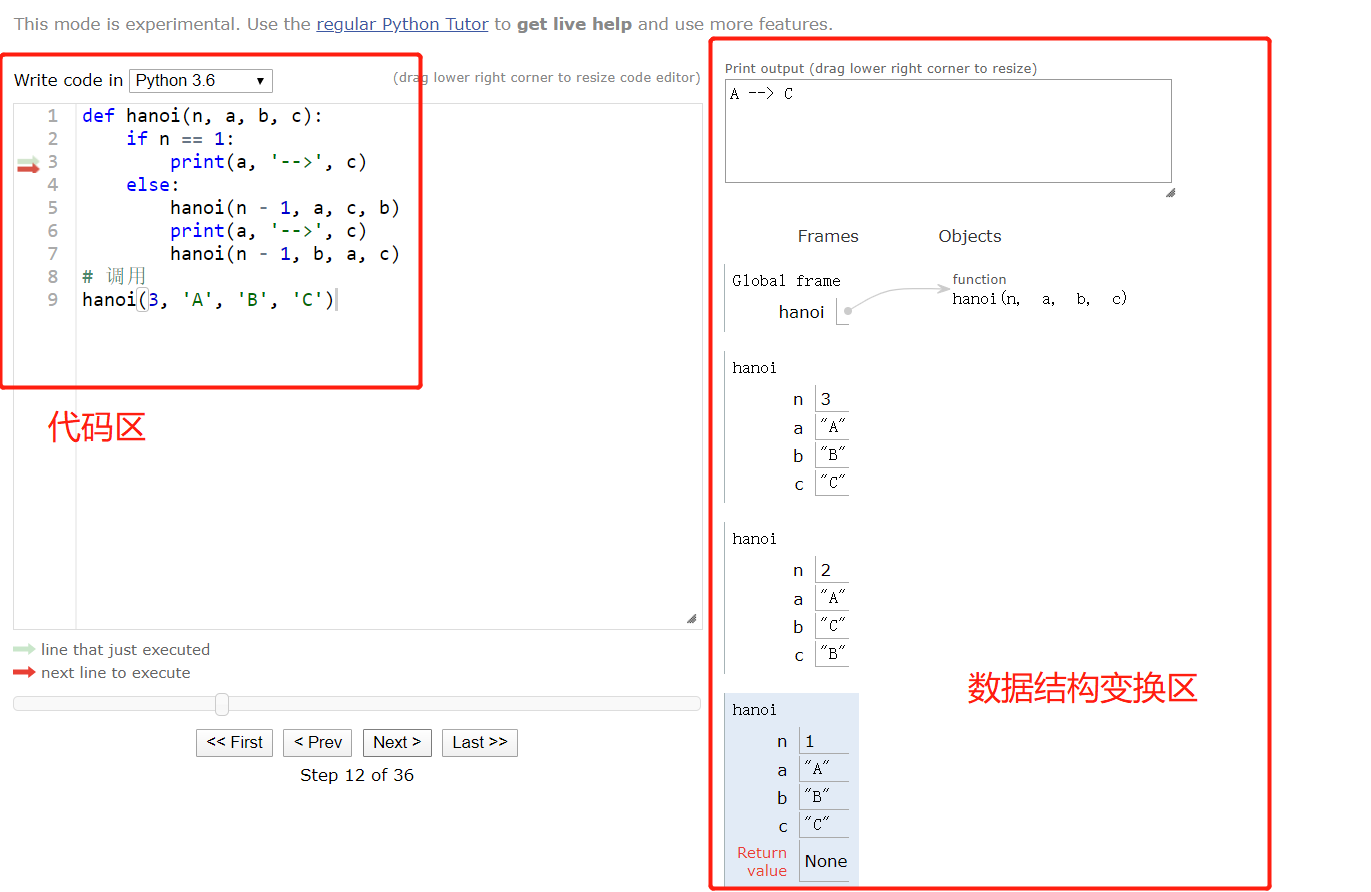 This mode is experimental. Use the regular Python Tutor to get live help and use more features.
Write code in Python 3.6
(drag lower right corner to resize code editor)
1 def hanoi(n, a, b, c):
2     if n == 1:
3         print(a, '-->', c)
4     else:
5         hanoi(n - 1, a, c, b)
6         print(a, '-->', c)
7         hanoi(n - 1, b, a, c)
8 # 调用
9 hanoi(3, 'A', 'B', 'C')
代码区
line that just executed
next line to execute
<< First < Prev Next > Last >>
Step 12 of 36
Print output (drag lower right corner to resize)
A --> C
Frames Objects
Global frame
hanoi
function
hanoi(n, a, b, c)
hanoi
n 3
a "A"
b "B"
c "C"
hanoi
n 2
a "A"
b "C"
c "B"
数据结构变换区
hanoi
n 1
a "A"
b "B"
c "C"
Return
value None